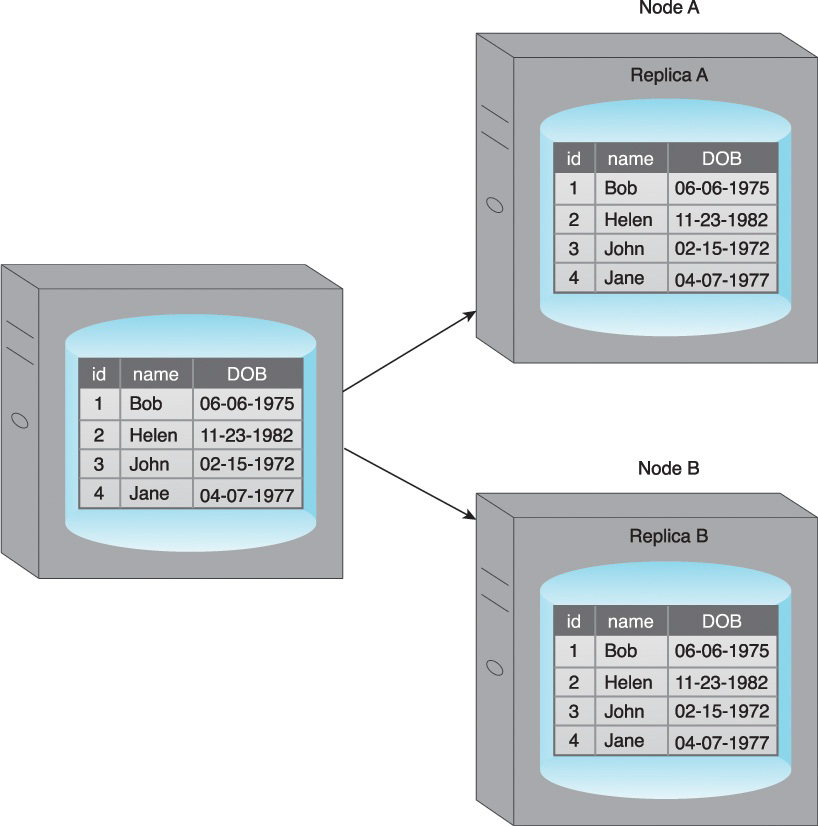 Node A
Replica A
id name DOB
1 Bob 06-06-1975
2 Helen 11-23-1982
3 John 02-15-1972
4 Jane 04-07-1977
id name DOB
1 Bob 06-06-1975
2 Helen 11-23-1982
3 John 02-15-1972
4 Jane 04-07-1977
Node B
Replica B
id name DOB
1 Bob 06-06-1975
2 Helen 11-23-1982
3 John 02-15-1972
4 Jane 04-07-1977